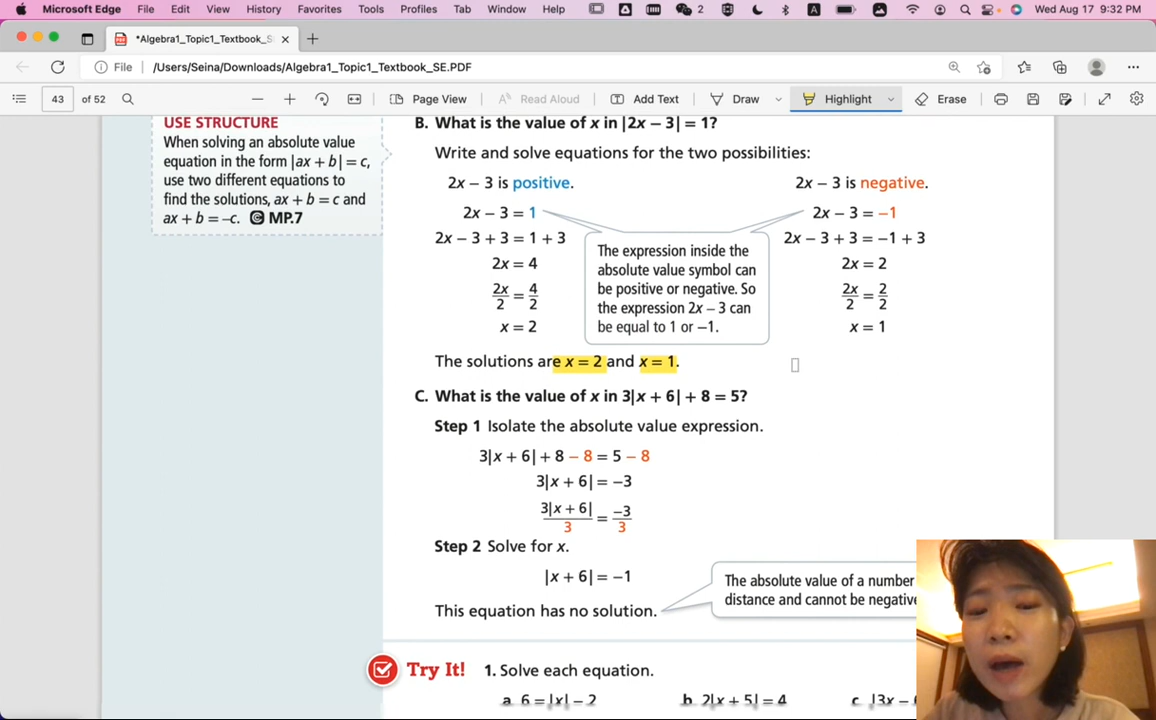 Microsoft Edge File Edit View History Favorites Tools Profiles Tab Window Help 2 A Wed Aug 17 9:32 PM
*Algebra1_Topic1_Textbook_S
File /Users/Seina/Downloads/Algebra1_Topic1_Textbook_SE.PDF
43 of 52 Page View Read Aloud Add Text Draw Highlight Erase
USE STRUCTURE
When solving an absolute value
equation in the form |ax + b| = c,
use two different equations to
find the solutions, ax + b = c and
ax + b = –c. MP.7
B. What is the value of x in |2x − 3| = 1?
Write and solve equations for the two possibilities:
2x − 3 is positive. 2x − 3 is negative.
2x − 3 = 1 2x − 3 = −1
2x − 3 + 3 = 1 + 3 2x − 3 + 3 = −1 + 3
2x = 4 2x = 2
2x/2 = 4/2 2x/2 = 2/2
x = 2 x = 1
The expression inside the
absolute value symbol can
be positive or negative. So
the expression 2x − 3 can
be equal to 1 or −1.
The solutions are x = 2 and x = 1.
C. What is the value of x in 3|x + 6| + 8 = 5?
Step 1 Isolate the absolute value expression.
3|x + 6| + 8 − 8 = 5 − 8
3|x + 6| = −3
3|x + 6|/3 = −3/3
Step 2 Solve for x.
|x + 6| = −1
The absolute value of a number
distance and cannot be negative
This equation has no solution.
Try It! 1. Solve each equation.
a. 6 = |x| − 2 b. 2|x + 5| = 4 c. |3x −